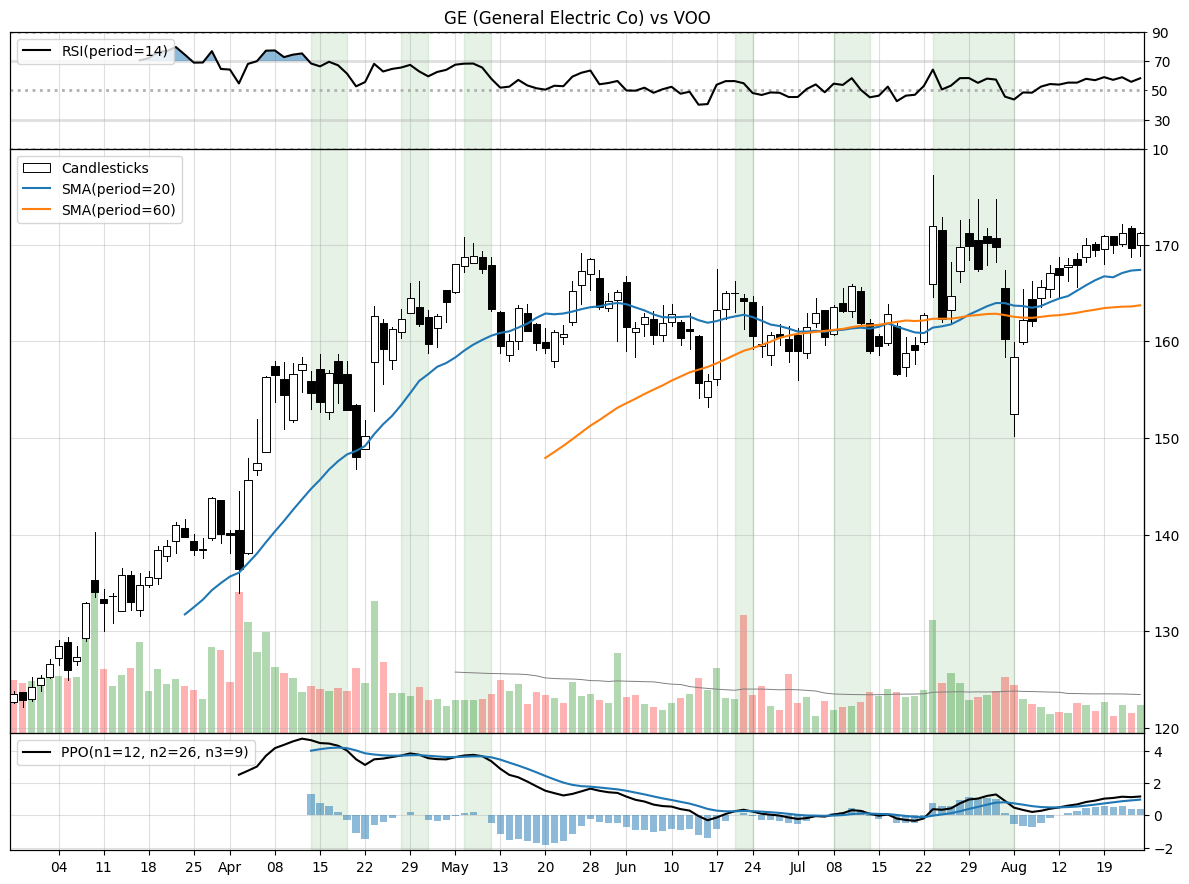 GE (General Electric Co) vs VOO
RSI(period=14)
90
70
50
30
10
Candlesticks
SMA(period=20)
SMA(period=60)
170
160
150
140
130
120
PPO(n1=12, n2=26, n3=9)
4
2
0
−2
04 11 18 25 Apr 08 15 22 29 May 13 20 28 Jun 10 17 24 Jul 08 15 22 29 Aug 12 19